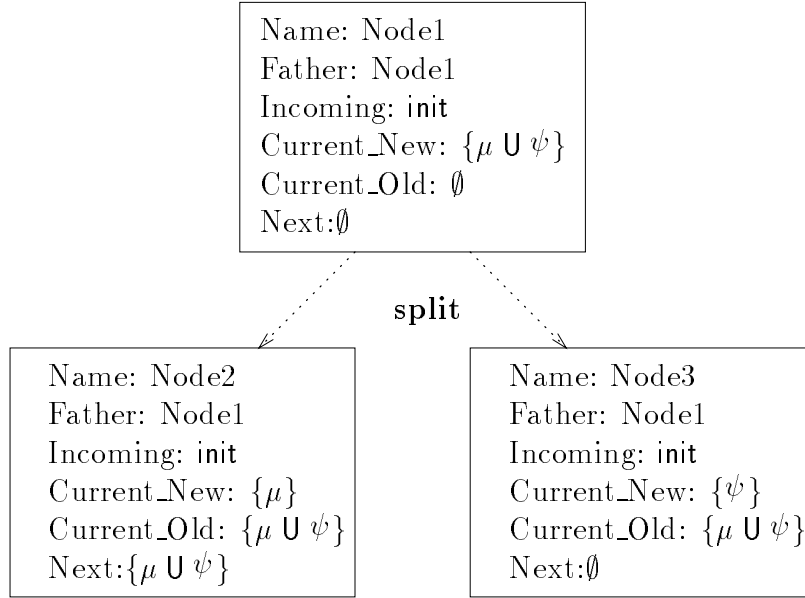 Name: Node1
Father: Node1
Incoming: init
Current_New: {μ U ψ}
Current_Old: ∅
Next:∅
split
Name: Node2
Father: Node1
Incoming: init
Current_New: {μ}
Current_Old: {μ U ψ}
Next:{μ U ψ}
Name: Node3
Father: Node1
Incoming: init
Current_New: {ψ}
Current_Old: {μ U ψ}
Next:∅